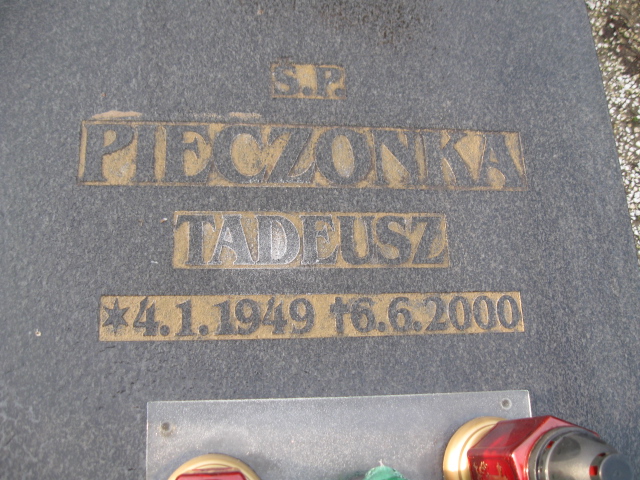 Ś.P.
PIECZONKA
TADEUSZ
*4.1.1949 †6.6.2000